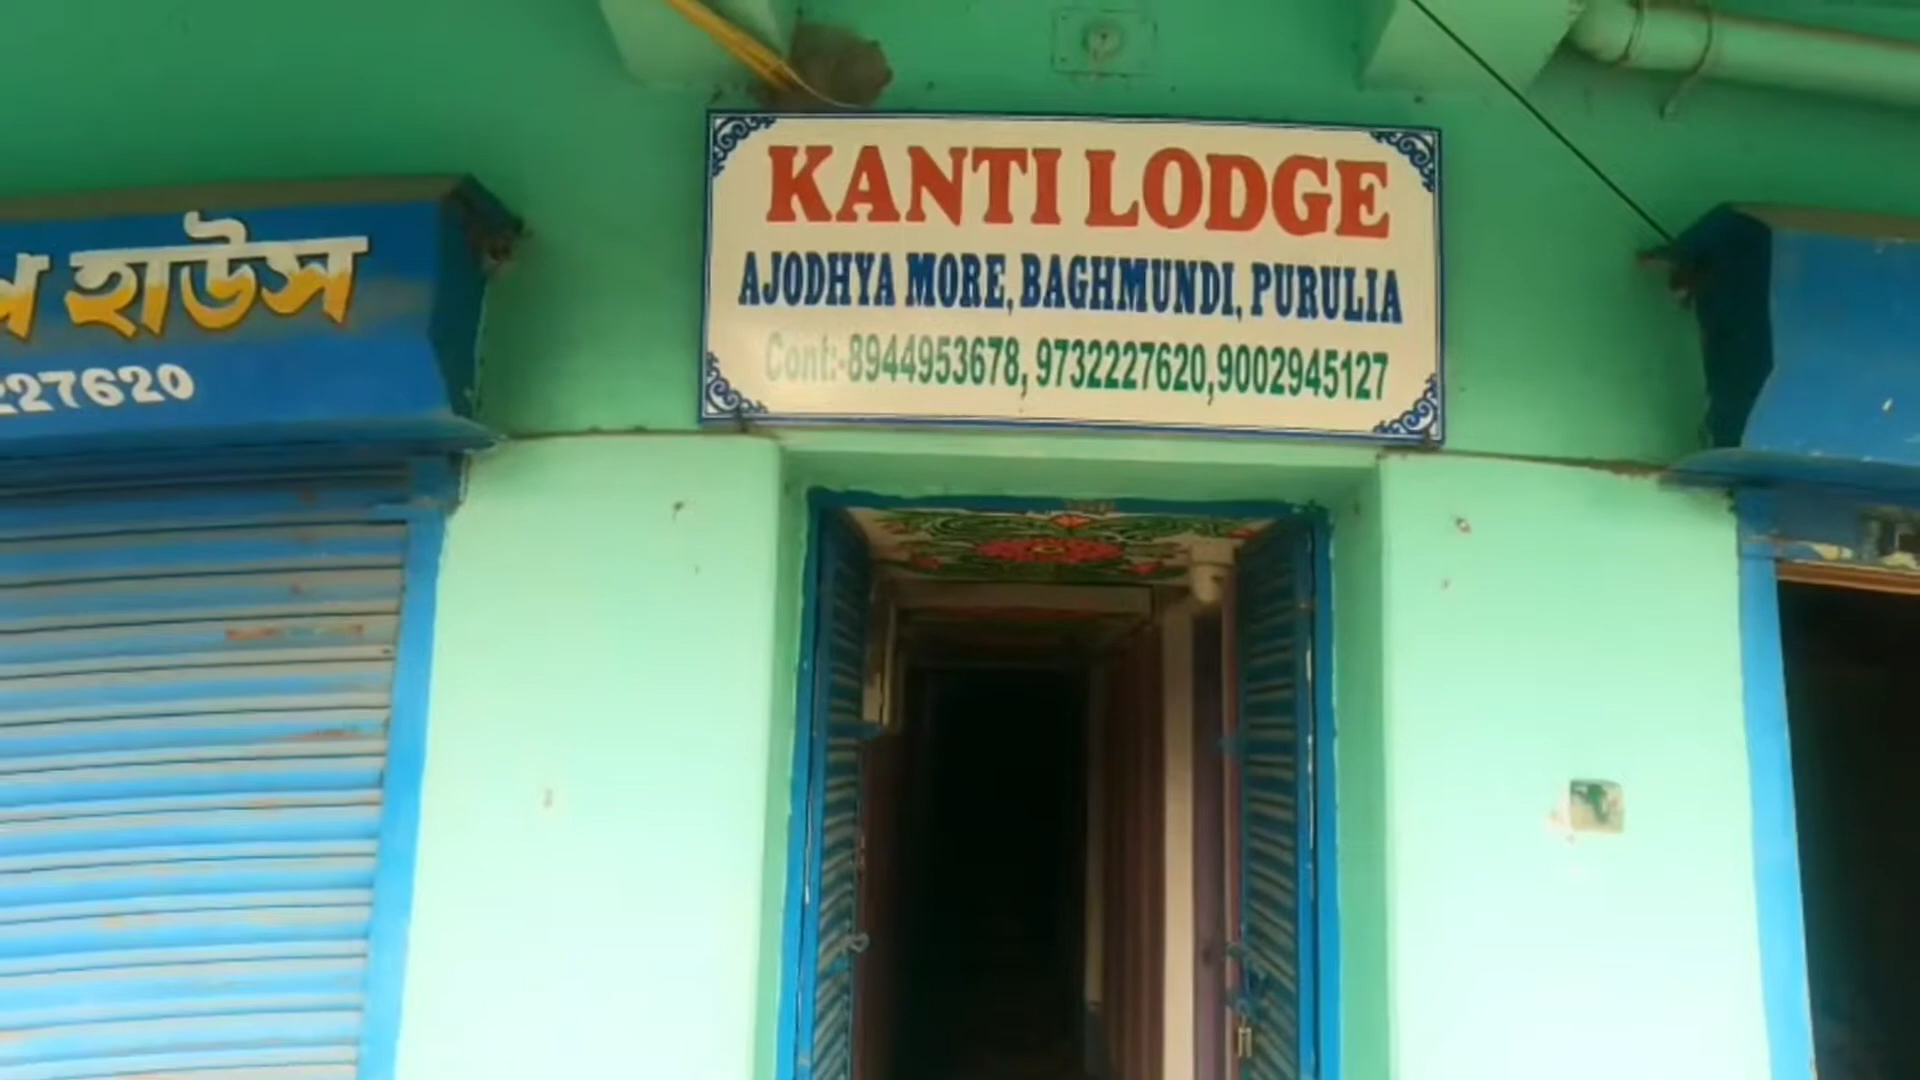 KANTI LODGE
AJODHYA MORE, BAGHMUNDI, PURULIA
Cont:-8944953678, 9732227620,9002945127
হাউস
227620